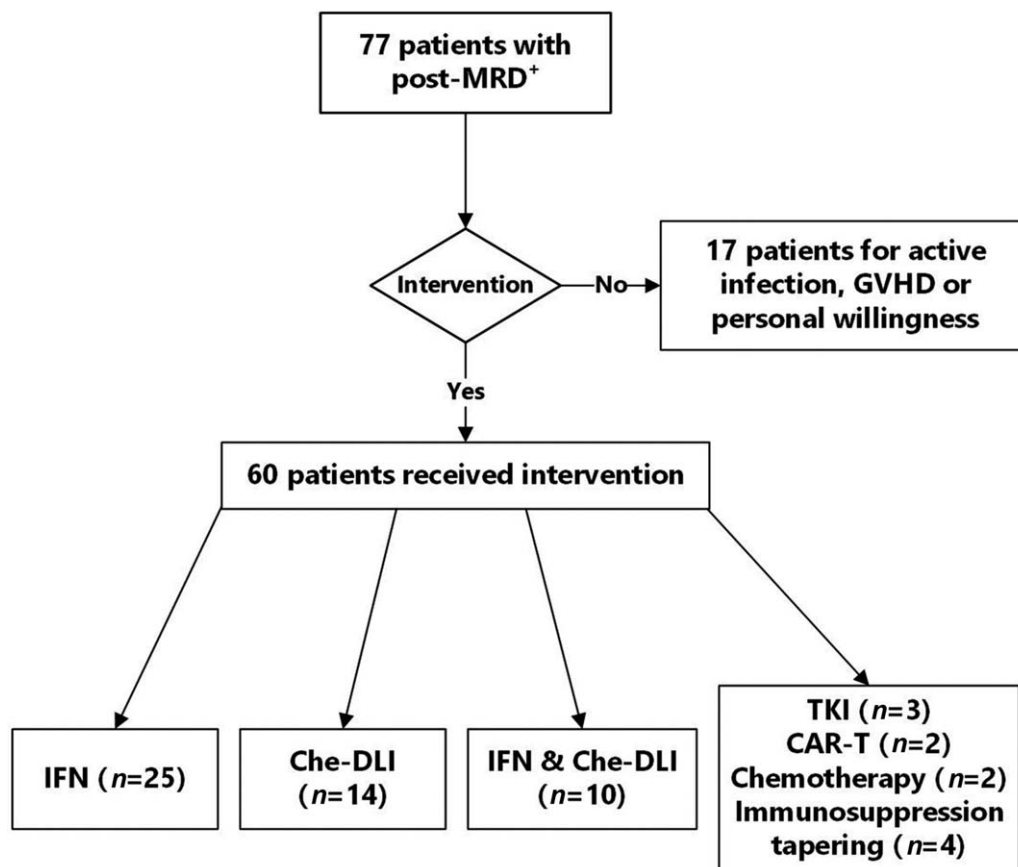 77 patients with
post-MRD⁺
Intervention
No
17 patients for active
infection, GVHD or
personal willingness
Yes
60 patients received intervention
IFN (n=25)
Che-DLI
(n=14)
IFN & Che-DLI
(n=10)
TKI (n=3)
CAR-T (n=2)
Chemotherapy (n=2)
Immunosuppression
tapering (n=4)